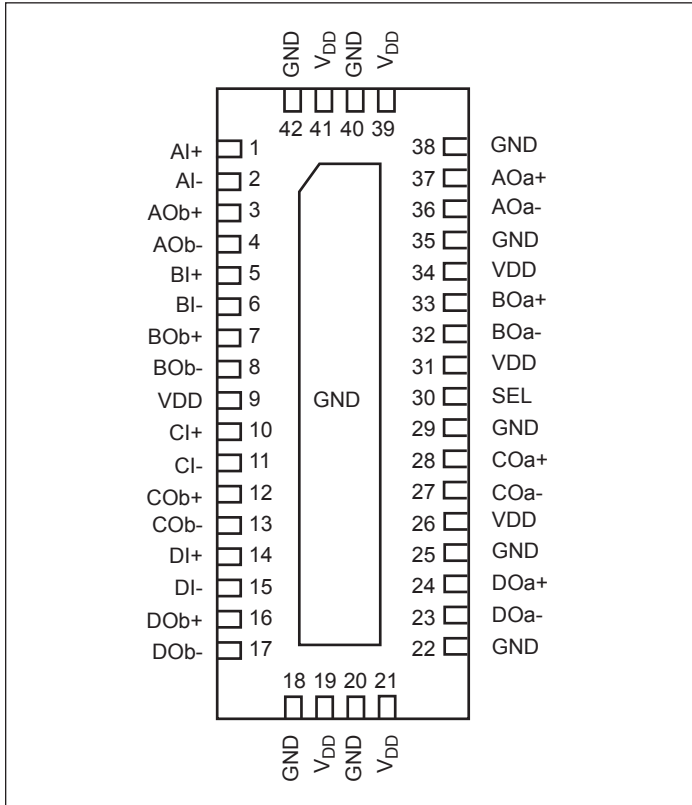 GND VDD GND VDD
42 41 40 39
AI+ 1 38 GND
AI- 2 37 AOa+
AOb+ 3 36 AOa-
AOb- 4 35 GND
BI+ 5 34 VDD
BI- 6 33 BOa+
BOb+ 7 32 BOa-
BOb- 8 31 VDD
VDD 9 GND 30 SEL
CI+ 10 29 GND
CI- 11 28 COa+
COb+ 12 27 COa-
COb- 13 26 VDD
DI+ 14 25 GND
DI- 15 24 DOa+
DOb+ 16 23 DOa-
DOb- 17 22 GND
18 19 20 21
GND VDD GND VDD